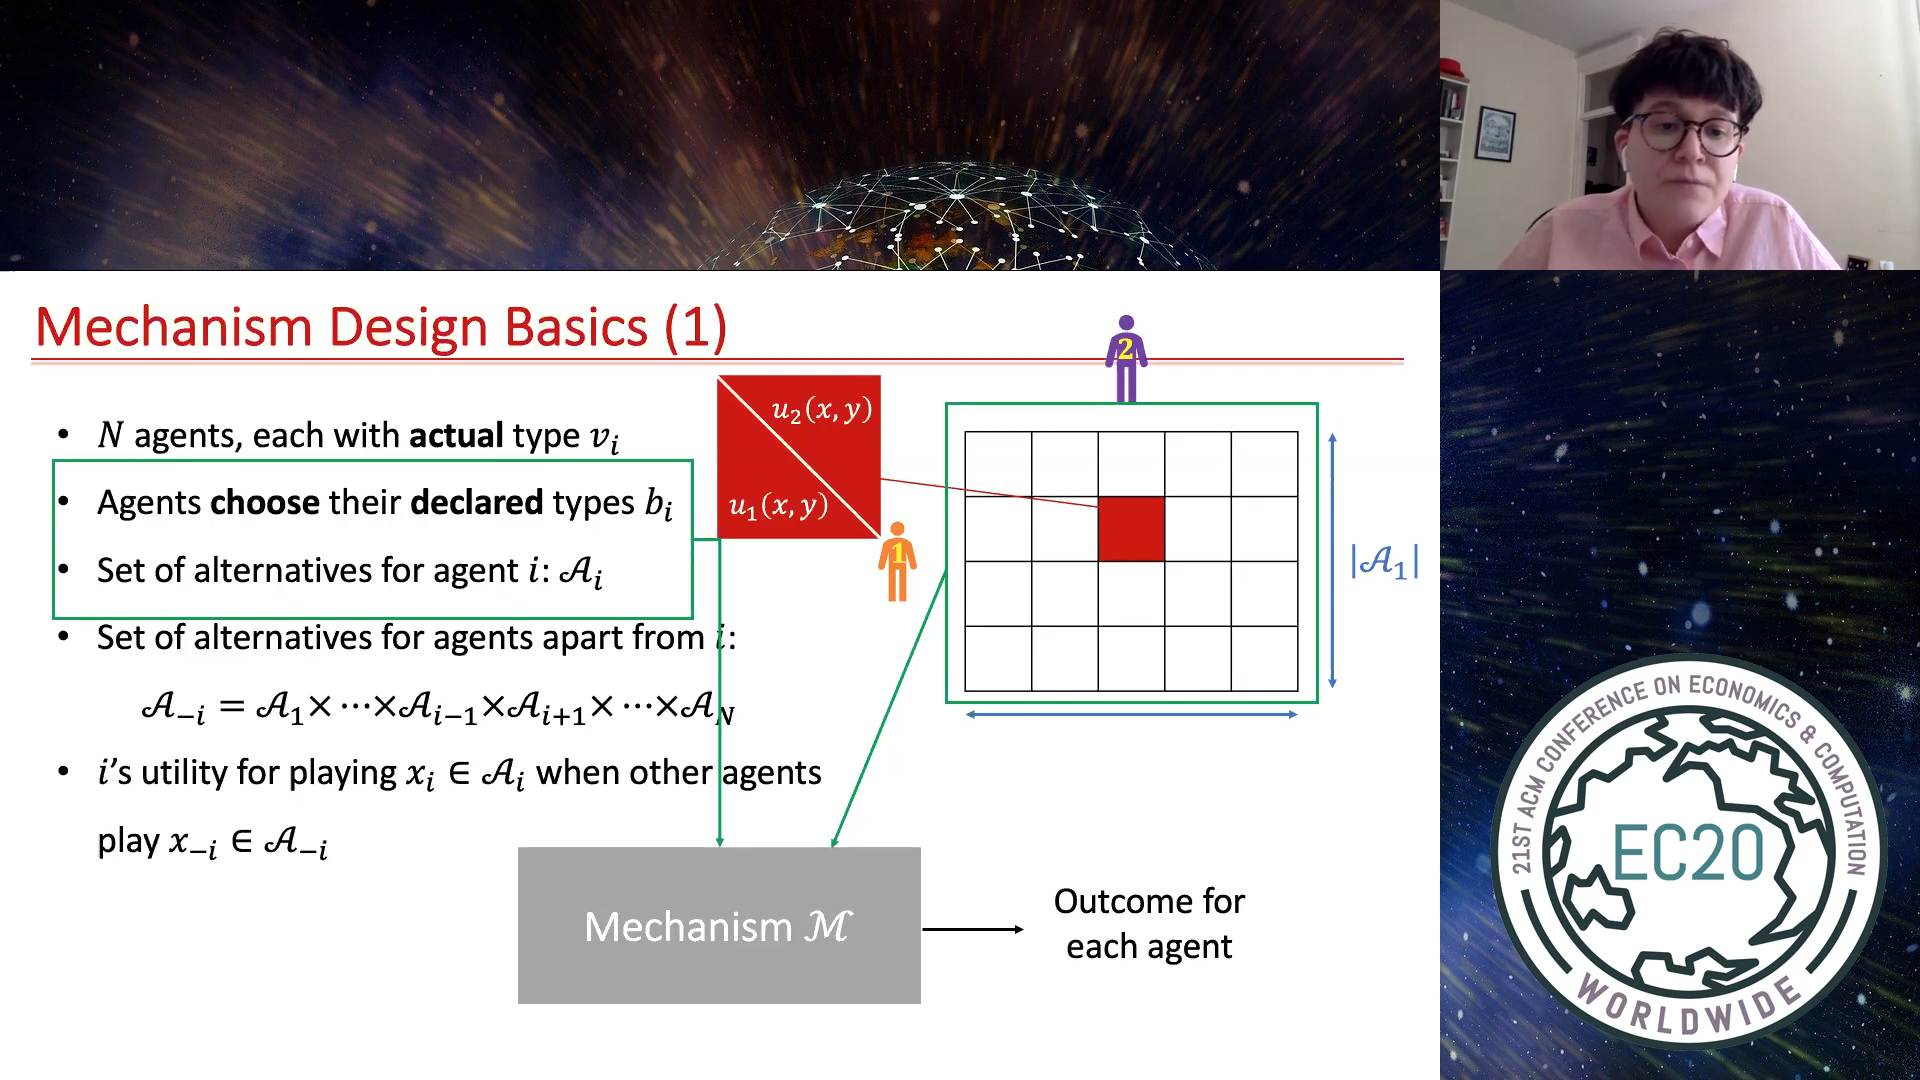 Mechanism Design Basics (1)
• N agents, each with actual type vᵢ
• Agents choose their declared types bᵢ
• Set of alternatives for agent i: 𝒜ᵢ
• Set of alternatives for agents apart from i:
𝒜₋ᵢ = 𝒜₁× ⋯×𝒜ᵢ₋₁×𝒜ᵢ₊₁× ⋯×𝒜_N
• i’s utility for playing xᵢ ∈ 𝒜ᵢ when other agents
play x₋ᵢ ∈ 𝒜₋ᵢ
u₂(x, y)
u₁(x, y)
1
2
|𝒜₁|
Mechanism ℳ
Outcome for
each agent
21ST ACM CONFERENCE ON ECONOMICS & COMPUTATION
EC20
WORLDWIDE